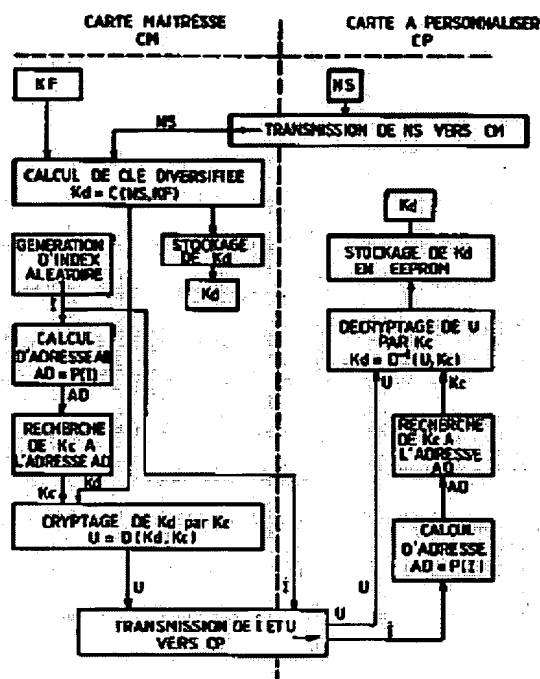 CARTE MAITRESSE
CM
CARTE A PERSONNALISER
CP
KF
NS
NS
TRANSMISSION DE NS VERS CM
CALCUL DE CLE DIVERSIFIEE
Kd = C(NS,KF)
Kd
GENERATION
D'INDEX
ALEATOIRE
STOCKAGE
DE Kd
STOCKAGE DE Kd
EN EEPROM
Kd
I
CALCUL
D'ADRESSE AD
AD = P(I)
DECRYPTAGE DE U
PAR Kc
Kd = D⁻¹(U,Kc)
AD
U
Kc
RECHERCHE
DE Kc A
L'ADRESSE AD
RECHERCHE
DE Kc A
L'ADRESSE
AD
Kc
Kd
AD
CRYPTAGE DE Kd par Kc
U = D(Kd,Kc)
CALCUL
D'ADRESSE
AD = P(I)
U
i
U
U
TRANSMISSION DE I ET U
VERS CP
i